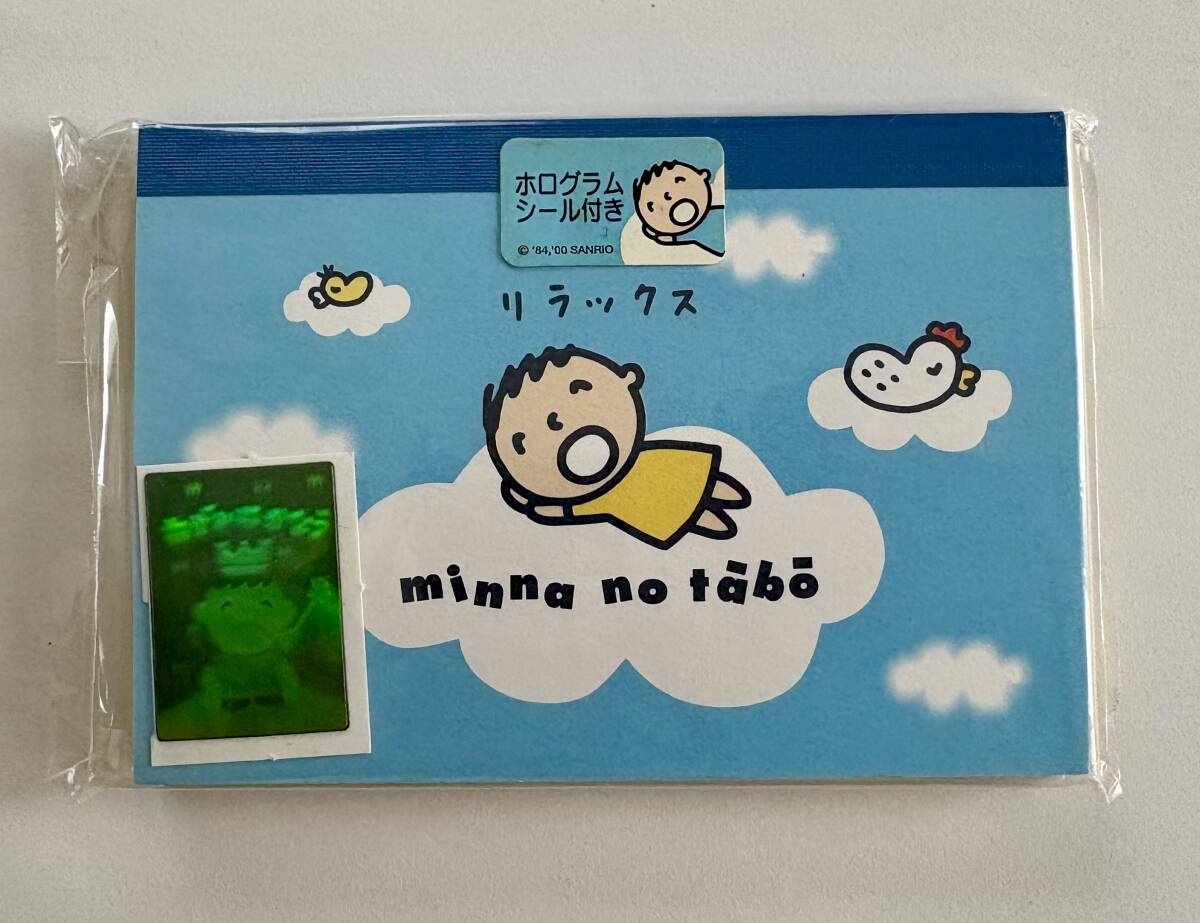 ホログラム
シール付き
© '84,'00 SANRIO
リラックス
minna no tābō